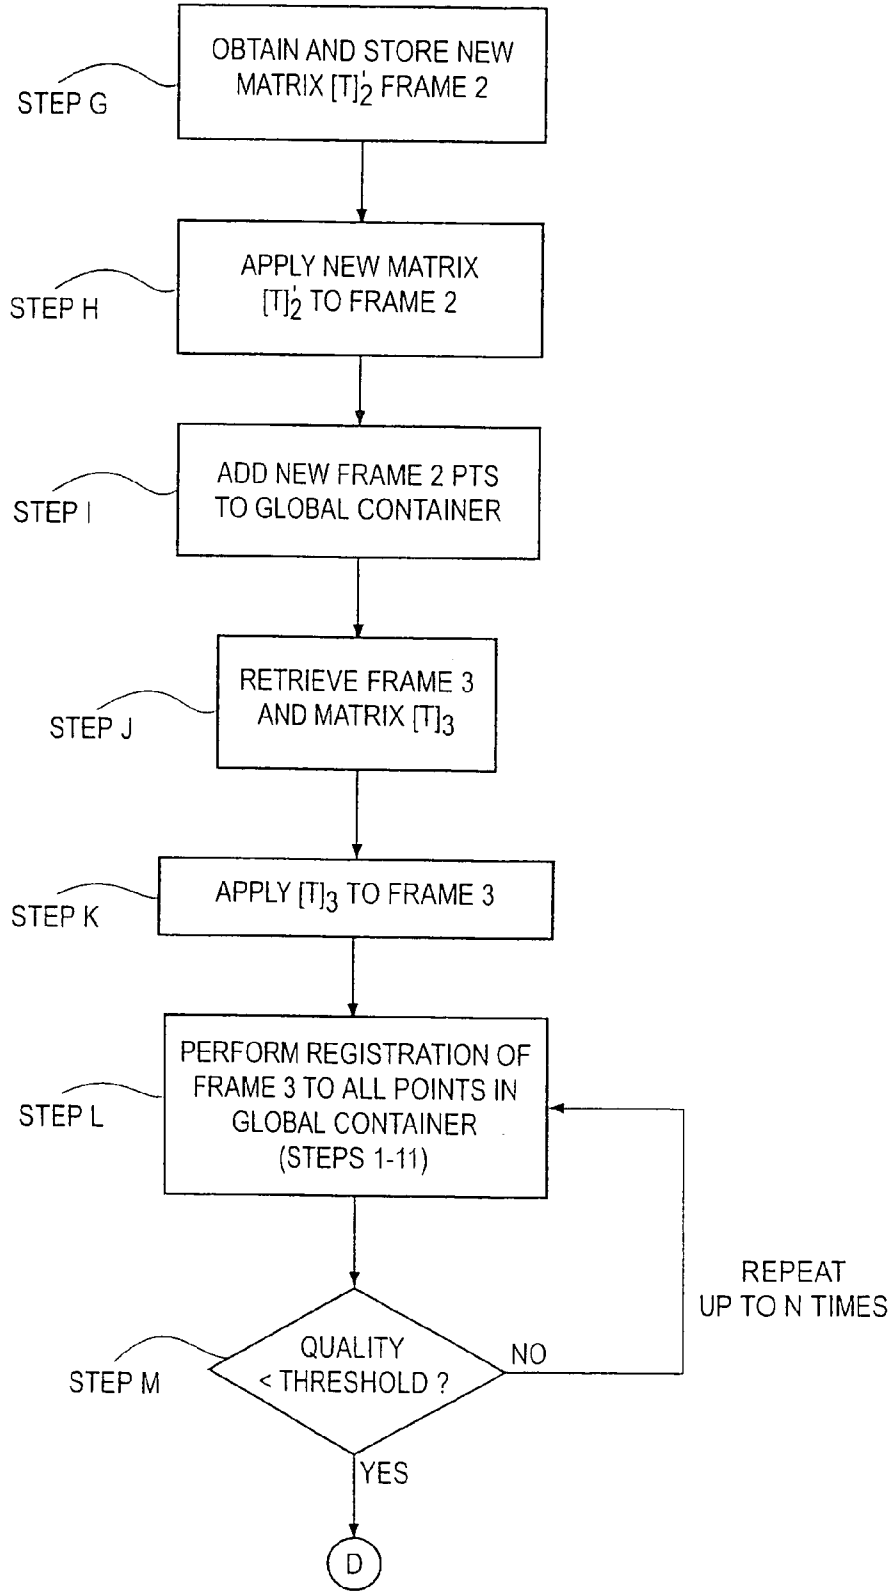 OBTAIN AND STORE NEW
MATRIX [T]'2 FRAME 2
STEP G
APPLY NEW MATRIX
[T]'2 TO FRAME 2
STEP H
ADD NEW FRAME 2 PTS
TO GLOBAL CONTAINER
STEP I
RETRIEVE FRAME 3
AND MATRIX [T]3
STEP J
APPLY [T]3 TO FRAME 3
STEP K
PERFORM REGISTRATION OF
FRAME 3 TO ALL POINTS IN
GLOBAL CONTAINER
(STEPS 1-11)
STEP L
REPEAT
UP TO N TIMES
QUALITY
< THRESHOLD ?
NO
STEP M
YES
D